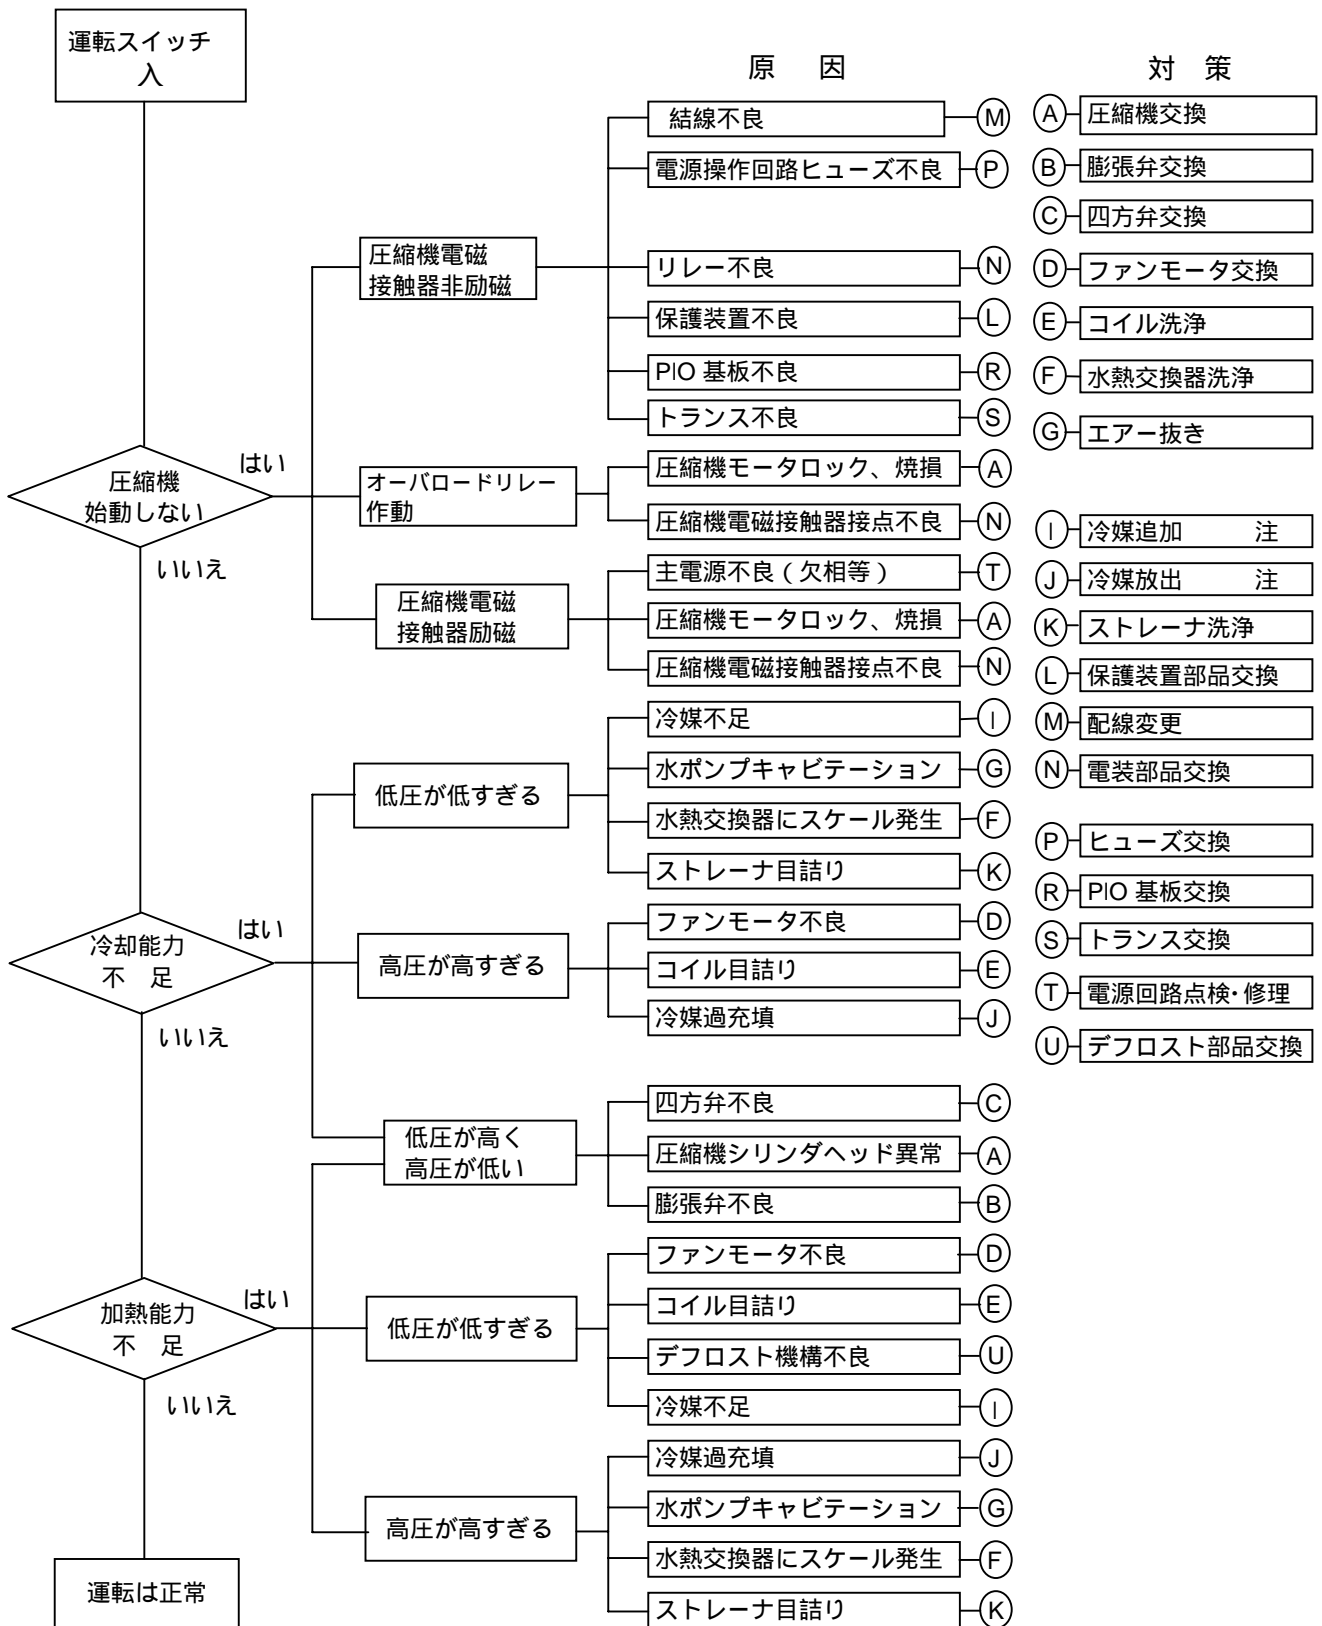 運転スイッチ
入
原　因
対　策
結線不良 M
電源操作回路ヒューズ不良 P
圧縮機電磁
接触器非励磁
リレー不良 N
保護装置不良 L
PIO 基板不良 R
トランス不良 S
圧縮機
始動しない
はい
いいえ
オーバロードリレー
作動
圧縮機モータロック、焼損 A
圧縮機電磁接触器接点不良 N
圧縮機電磁
接触器励磁
主電源不良（欠相等） T
圧縮機モータロック、焼損 A
圧縮機電磁接触器接点不良 N
冷却能力
不　足
はい
いいえ
低圧が低すぎる
冷媒不足 I
水ポンプキャビテーション G
水熱交換器にスケール発生 F
ストレーナ目詰り K
高圧が高すぎる
ファンモータ不良 D
コイル目詰り E
冷媒過充填 J
低圧が高く
高圧が低い
四方弁不良 C
圧縮機シリンダヘッド異常 A
膨張弁不良 B
加熱能力
不　足
はい
いいえ
低圧が低すぎる
ファンモータ不良 D
コイル目詰り E
デフロスト機構不良 U
冷媒不足 I
高圧が高すぎる
冷媒過充填 J
水ポンプキャビテーション G
水熱交換器にスケール発生 F
ストレーナ目詰り K
運転は正常
A 圧縮機交換
B 膨張弁交換
C 四方弁交換
D ファンモータ交換
E コイル洗浄
F 水熱交換器洗浄
G エアー抜き
I 冷媒追加　注
J 冷媒放出　注
K ストレーナ洗浄
L 保護装置部品交換
M 配線変更
N 電装部品交換
P ヒューズ交換
R PIO 基板交換
S トランス交換
T 電源回路点検･修理
U デフロスト部品交換